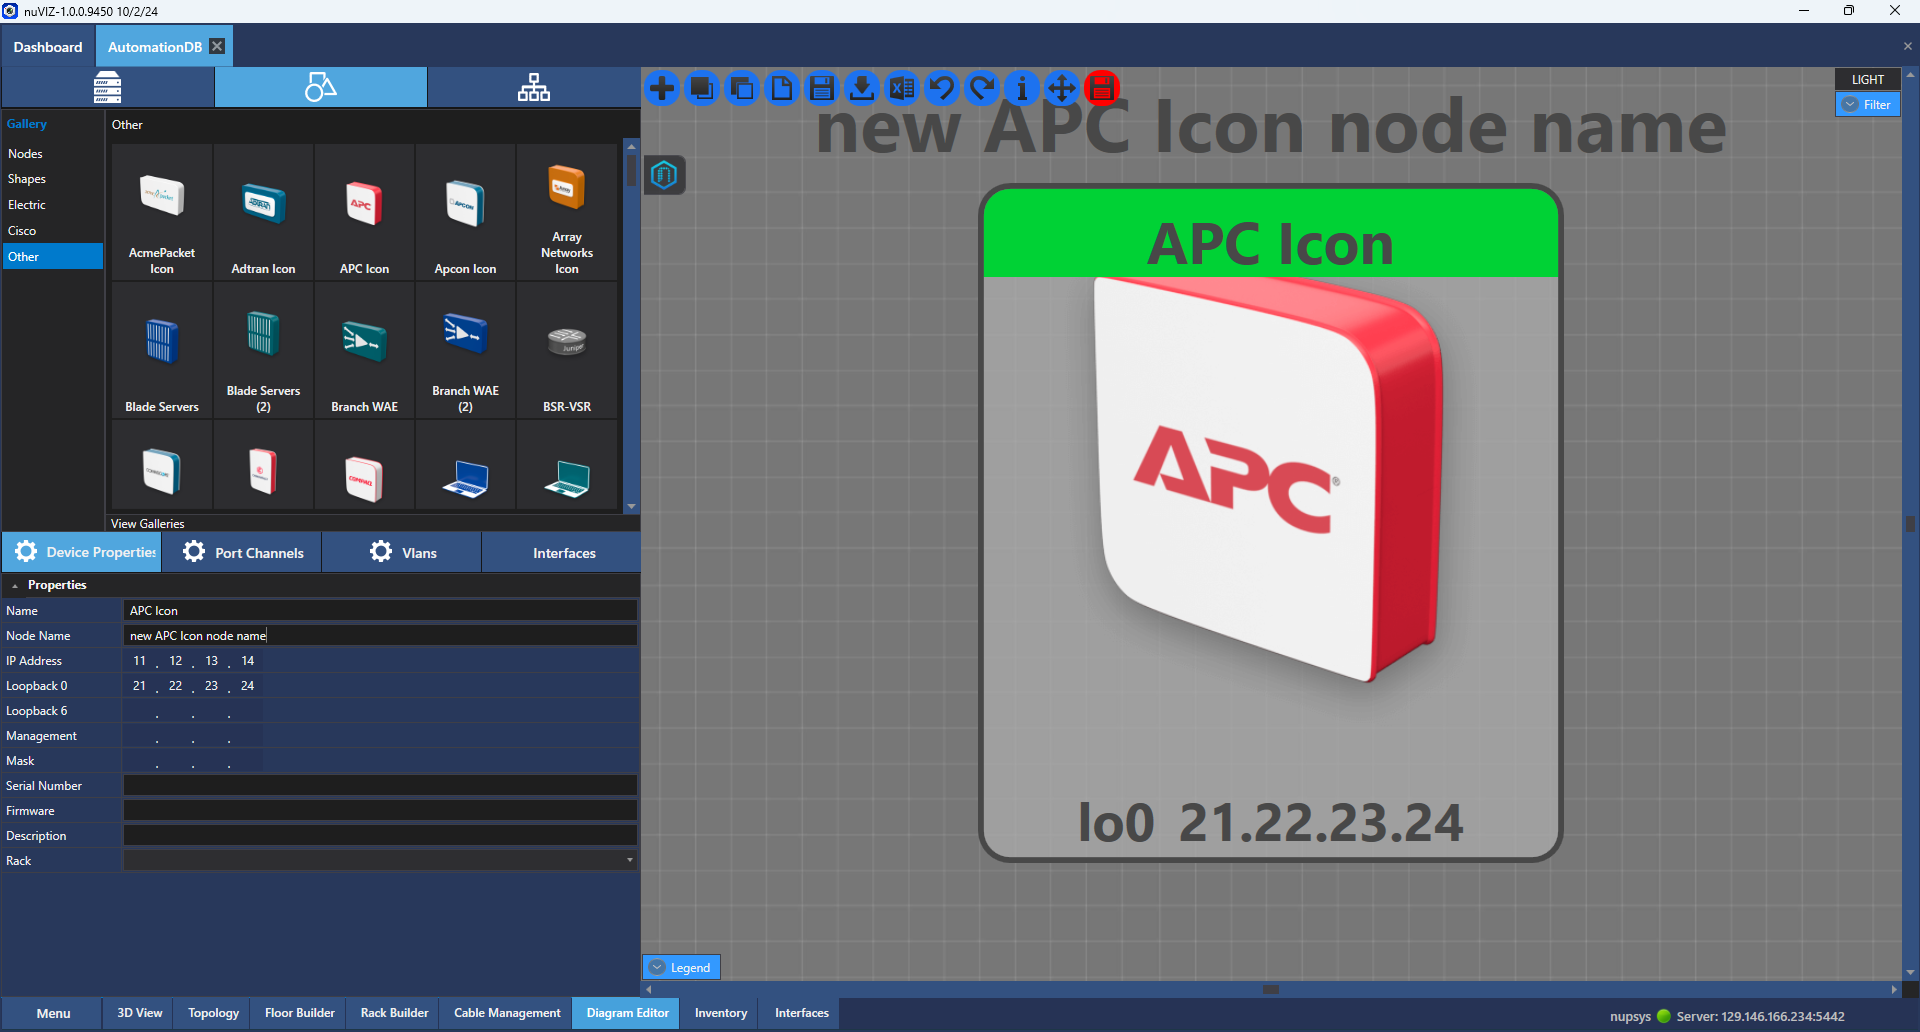 nuVIZ-1.0.0.9450 10/2/24
Dashboard
AutomationDB
LIGHT
Filter
Gallery
Nodes
Shapes
Electric
Cisco
Other
Other
AcmePacket
Icon
Adtran Icon
APC Icon
Apcon Icon
Array
Networks
Icon
Blade Servers
Blade Servers
(2)
Branch WAE
Branch WAE
(2)
BSR-VSR
View Galleries
Device Properties
Port Channels
Vlans
Interfaces
Properties
Name APC Icon
Node Name new APC Icon node name
IP Address 11 . 12 . 13 . 14
Loopback 0 21 . 22 . 23 . 24
Loopback 6 . . .
Management . . .
Mask . . .
Serial Number
Firmware
Description
Rack
new APC Icon node name
APC Icon
APC®
lo0 21.22.23.24
Legend
Menu
3D View
Topology
Floor Builder
Rack Builder
Cable Management
Diagram Editor
Inventory
Interfaces
nupsys Server: 129.146.166.234:5442